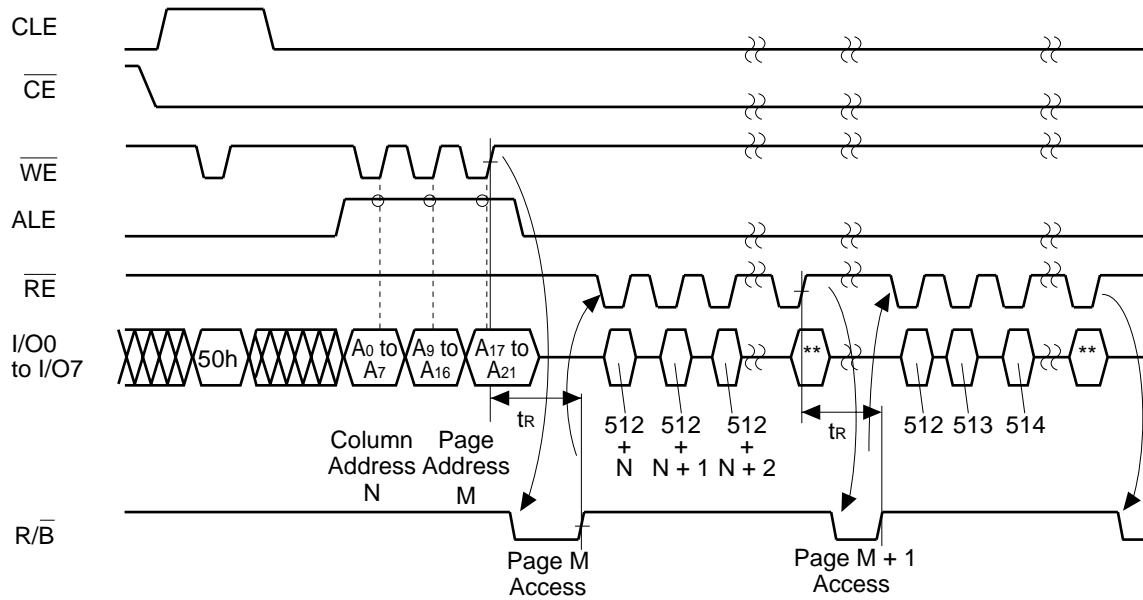 CLE
CE
WE
ALE
RE
I/O0
to I/O7
50h
A0 to
A7
A9 to
A16
A17 to
A21
**
**
tR
tR
Column
Address
N
Page
Address
M
512
+
N
512
+
N + 1
512
+
N + 2
512
513
514
R/B
Page M
Access
Page M + 1
Access